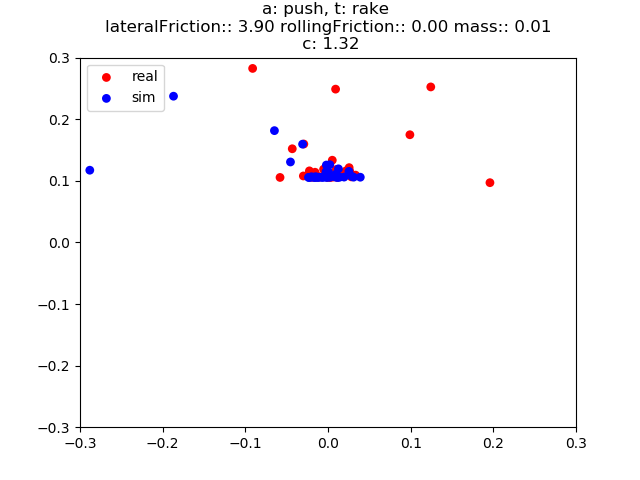 a: push, t: rake
lateralFriction:: 3.90 rollingFriction:: 0.00 mass:: 0.01
c: 1.32
real
sim
0.3
0.2
0.1
0.0
−0.1
−0.2
−0.3
−0.3
−0.2
−0.1
0.0
0.1
0.2
0.3